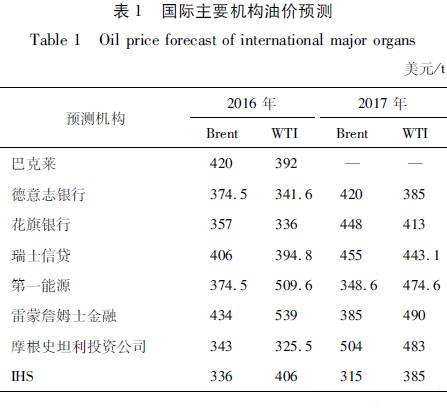 表 1 国际主要机构油价预测
Table 1 Oil price forecast of international major organs
美元/t
预测机构 2016 年 2017 年
Brent WTI Brent WTI
巴克莱 420 392 — —
德意志银行 374.5 341.6 420 385
花旗银行 357 336 448 413
瑞士信贷 406 394.8 455 443.1
第一能源 374.5 509.6 348.6 474.6
雷蒙詹姆士金融 434 539 385 490
摩根史坦利投资公司 343 325.5 504 483
IHS 336 406 315 385